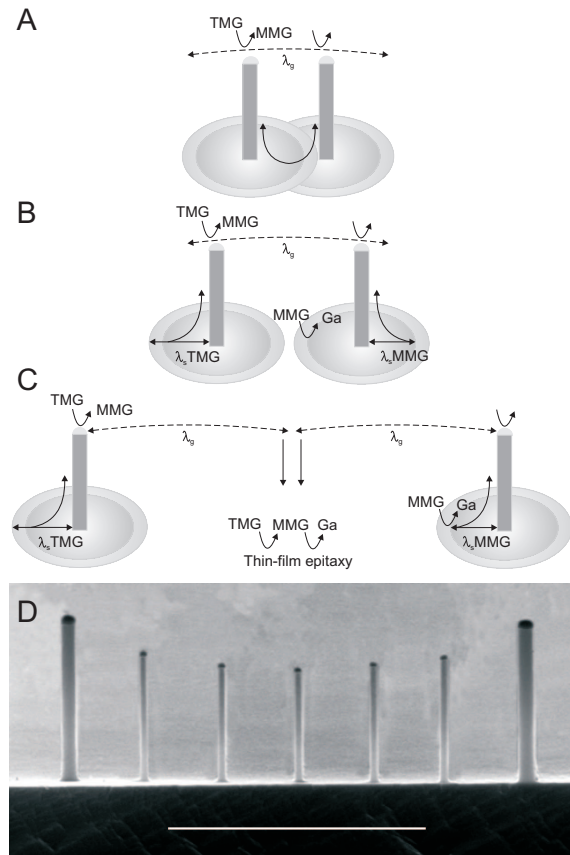 A
TMG MMG
λg
B
TMG MMG
λg
MMG Ga
λsTMG λsMMG
C
TMG MMG
λg λg
MMG Ga
λsTMG λsMMG
TMG MMG Ga
Thin-film epitaxy
D